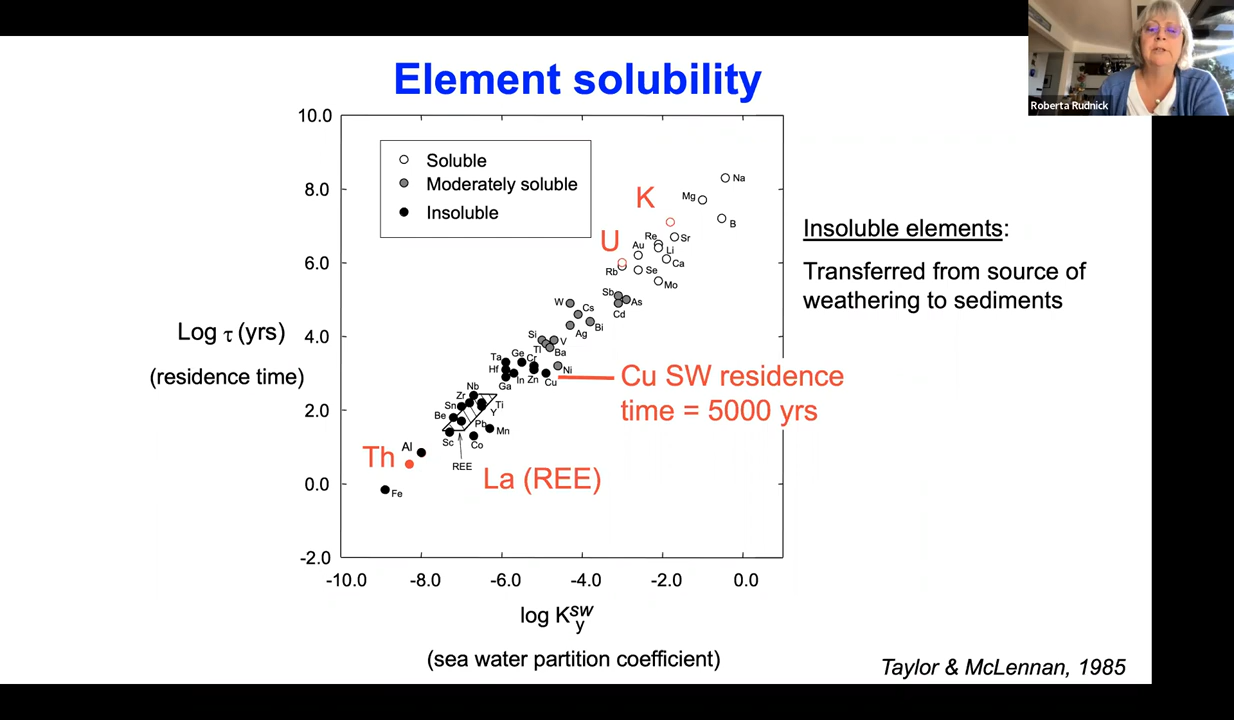 Roberta Rudnick
Element solubility
10.0
8.0
6.0
4.0
2.0
0.0
-2.0
Log τ (yrs)
(residence time)
Soluble
Moderately soluble
Insoluble
K
U
Th
Na
Mg
B
Re
Sr
Au
Li
Ca
Rb
Se
Mo
Sb
As
W
Cs
Cd
Ag
Bi
Si
V
Tl
Ba
Ta
Ge
Cr
Ni
Hf
In
Zn
Cu
Ga
Nb
Zr
Sn
Ti
Y
Be
Pb
Mn
Sc
Co
Al
REE
Fe
Cu SW residence
time = 5000 yrs
La (REE)
-10.0 -8.0 -6.0 -4.0 -2.0 0.0
log K_y^SW
(sea water partition coefficient)
Insoluble elements:
Transferred from source of
weathering to sediments
Taylor & McLennan, 1985